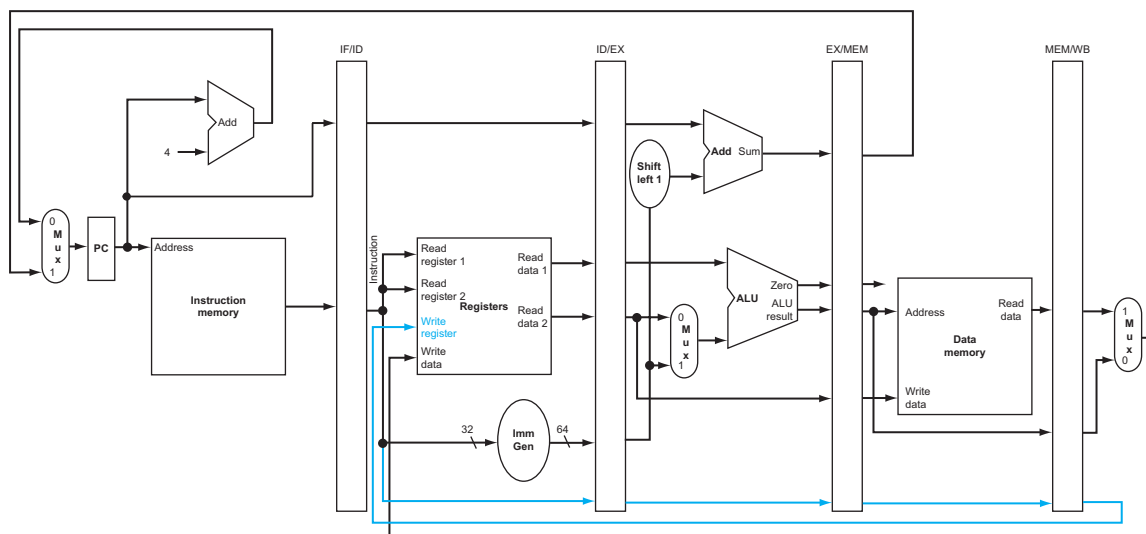 IF/ID
ID/EX
EX/MEM
MEM/WB
Add
4
Add Sum
Shift
left 1
0
M
u
x
1
PC
Address
Instruction
memory
Instruction
Read
register 1
Read
register 2
Registers
Write
register
Write
data
Read
data 1
Read
data 2
0
M
u
x
1
Zero
ALU
ALU
result
Address
Read
data
Data
memory
Write
data
1
M
u
x
0
32
Imm
Gen
64